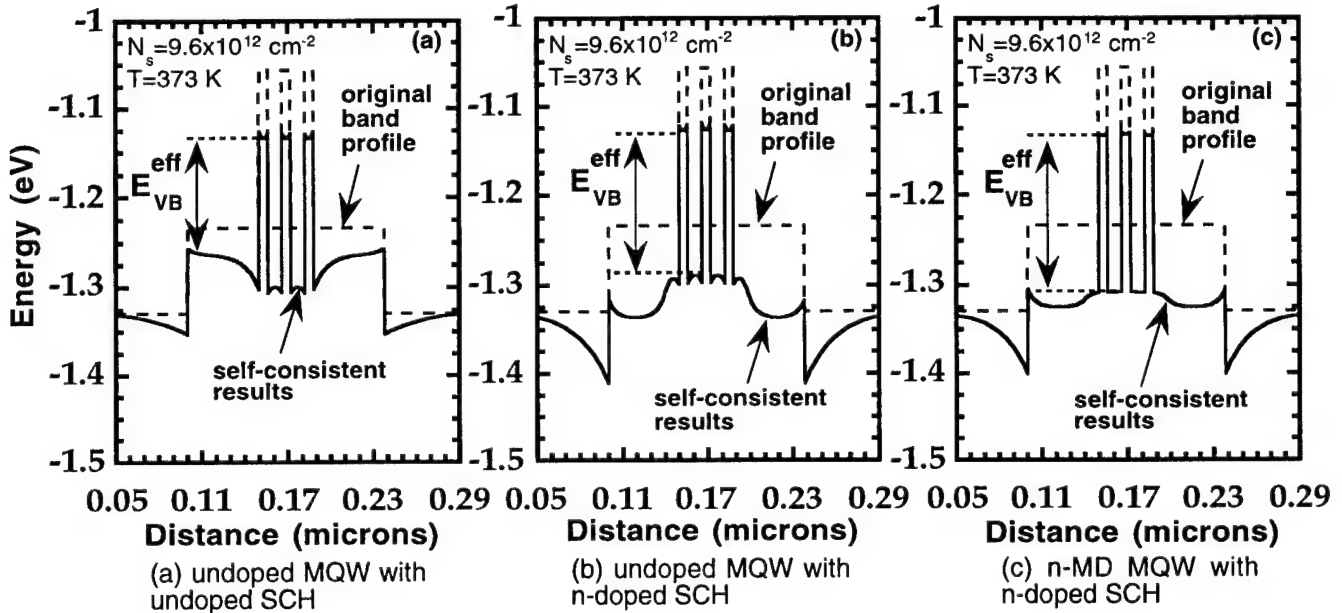 -1
-1.1
-1.2
-1.3
-1.4
-1.5
Energy (eV)
N_s=9.6x10^12 cm^-2
T=373 K
(a)
original
band
profile
E_VB^eff
self-consistent
results
0.05 0.11 0.17 0.23 0.29
Distance (microns)
(a) undoped MQW with
undoped SCH
-1
-1.1
-1.2
-1.3
-1.4
-1.5
N_s=9.6x10^12 cm^-2
T=373 K
(b)
original
band
profile
E_VB^eff
self-consistent
results
0.05 0.11 0.17 0.23 0.29
Distance (microns)
(b) undoped MQW with
n-doped SCH
-1
-1.1
-1.2
-1.3
-1.4
-1.5
N_s=9.6x10^12 cm^-2
T=373 K
(c)
original
band
profile
E_VB^eff
self-consistent
results
0.05 0.11 0.17 0.23 0.29
Distance (microns)
(c) n-MD MQW with
n-doped SCH